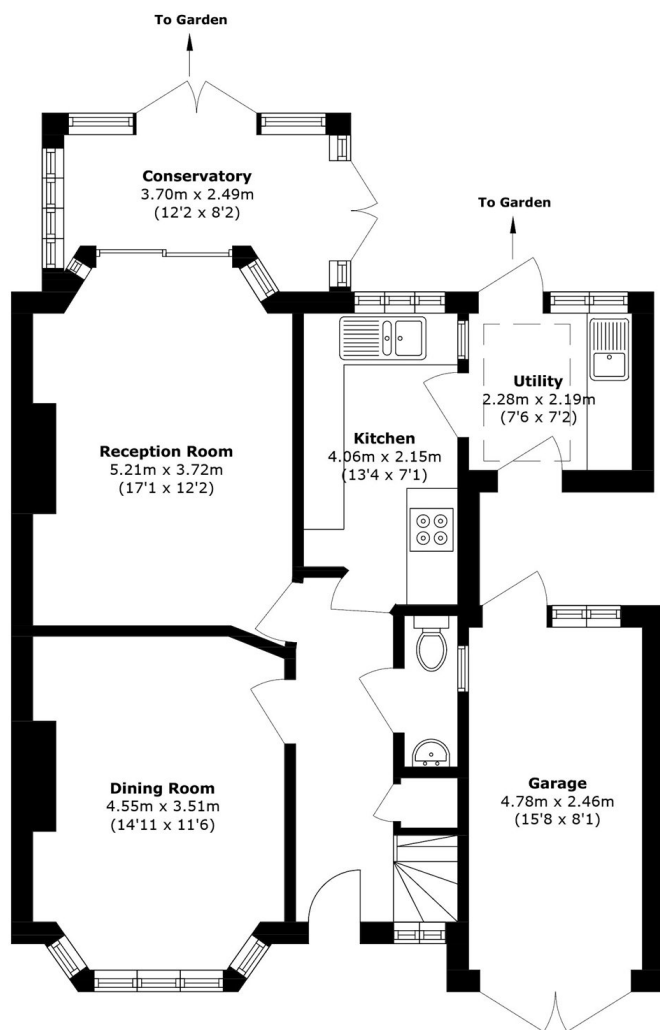 To Garden
Conservatory
3.70m x 2.49m
(12'2 x 8'2)
To Garden
Utility
2.28m x 2.19m
(7'6 x 7'2)
Kitchen
4.06m x 2.15m
(13'4 x 7'1)
Reception Room
5.21m x 3.72m
(17'1 x 12'2)
Dining Room
4.55m x 3.51m
(14'11 x 11'6)
Garage
4.78m x 2.46m
(15'8 x 8'1)